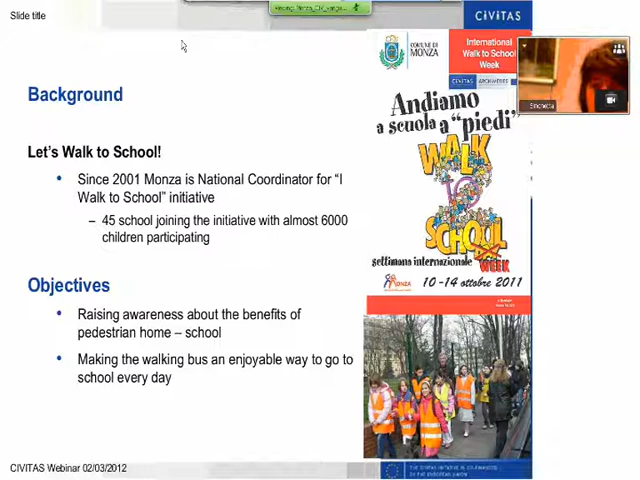 Slide title
CIVITAS
COMUNE DI
MONZA
International
Walk to School
Week
CIVITAS
Background
Andiamo
a scuola a "piedi"
WALK
TO
SCHOOL
WEEK
settimana internazionale
MONZA
10-14 ottobre 2011
Let's Walk to School!
• Since 2001 Monza is National Coordinator for "I
Walk to School" initiative
– 45 school joining the initiative with almost 6000
children participating
Objectives
• Raising awareness about the benefits of
pedestrian home – school
• Making the walking bus an enjoyable way to go to
school every day
CIVITAS Webinar 02/03/2012